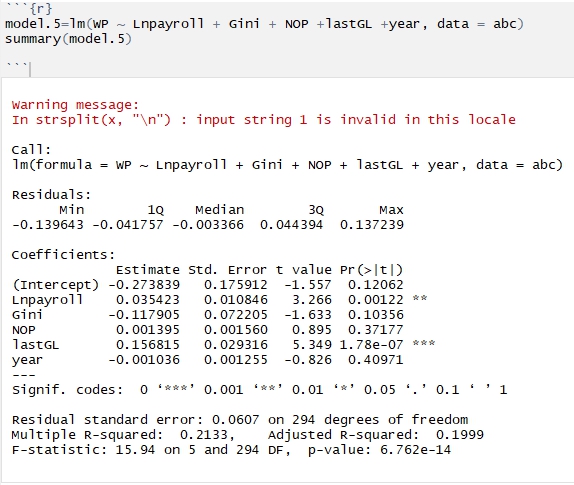 ```{r}
model.5=lm(WP ~ Lnpayroll + Gini + NOP +lastGL +year, data = abc)
summary(model.5)
```
Warning message:
In strsplit(x, "\n") : input string 1 is invalid in this locale
Call:
lm(formula = WP ~ Lnpayroll + Gini + NOP + lastGL + year, data = abc)
Residuals:
Min 1Q Median 3Q Max
-0.139643 -0.041757 -0.003366 0.044394 0.137239
Coefficients:
Estimate Std. Error t value Pr(>|t|)
(Intercept) -0.273839 0.175912 -1.557 0.12062
Lnpayroll 0.035423 0.010846 3.266 0.00122 **
Gini -0.117905 0.072205 -1.633 0.10356
NOP 0.001395 0.001560 0.895 0.37177
lastGL 0.156815 0.029316 5.349 1.78e-07 ***
year -0.001036 0.001255 -0.826 0.40971
---
Signif. codes: 0 ‘***’ 0.001 ‘**’ 0.01 ‘*’ 0.05 ‘.’ 0.1 ‘ ’ 1
Residual standard error: 0.0607 on 294 degrees of freedom
Multiple R-squared: 0.2133, Adjusted R-squared: 0.1999
F-statistic: 15.94 on 5 and 294 DF, p-value: 6.762e-14